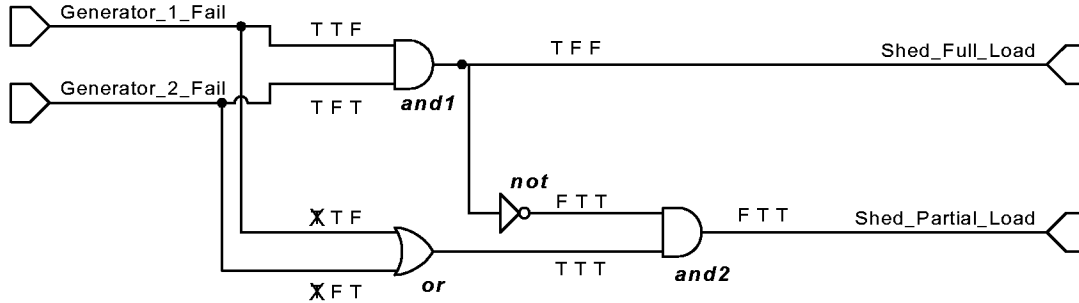 Generator_1_Fail
T T F
T F F
Shed_Full_Load
Generator_2_Fail
and1
T F T
not
F T T
F T T
Shed_Partial_Load
T T F
T T T
and2
or
T F T